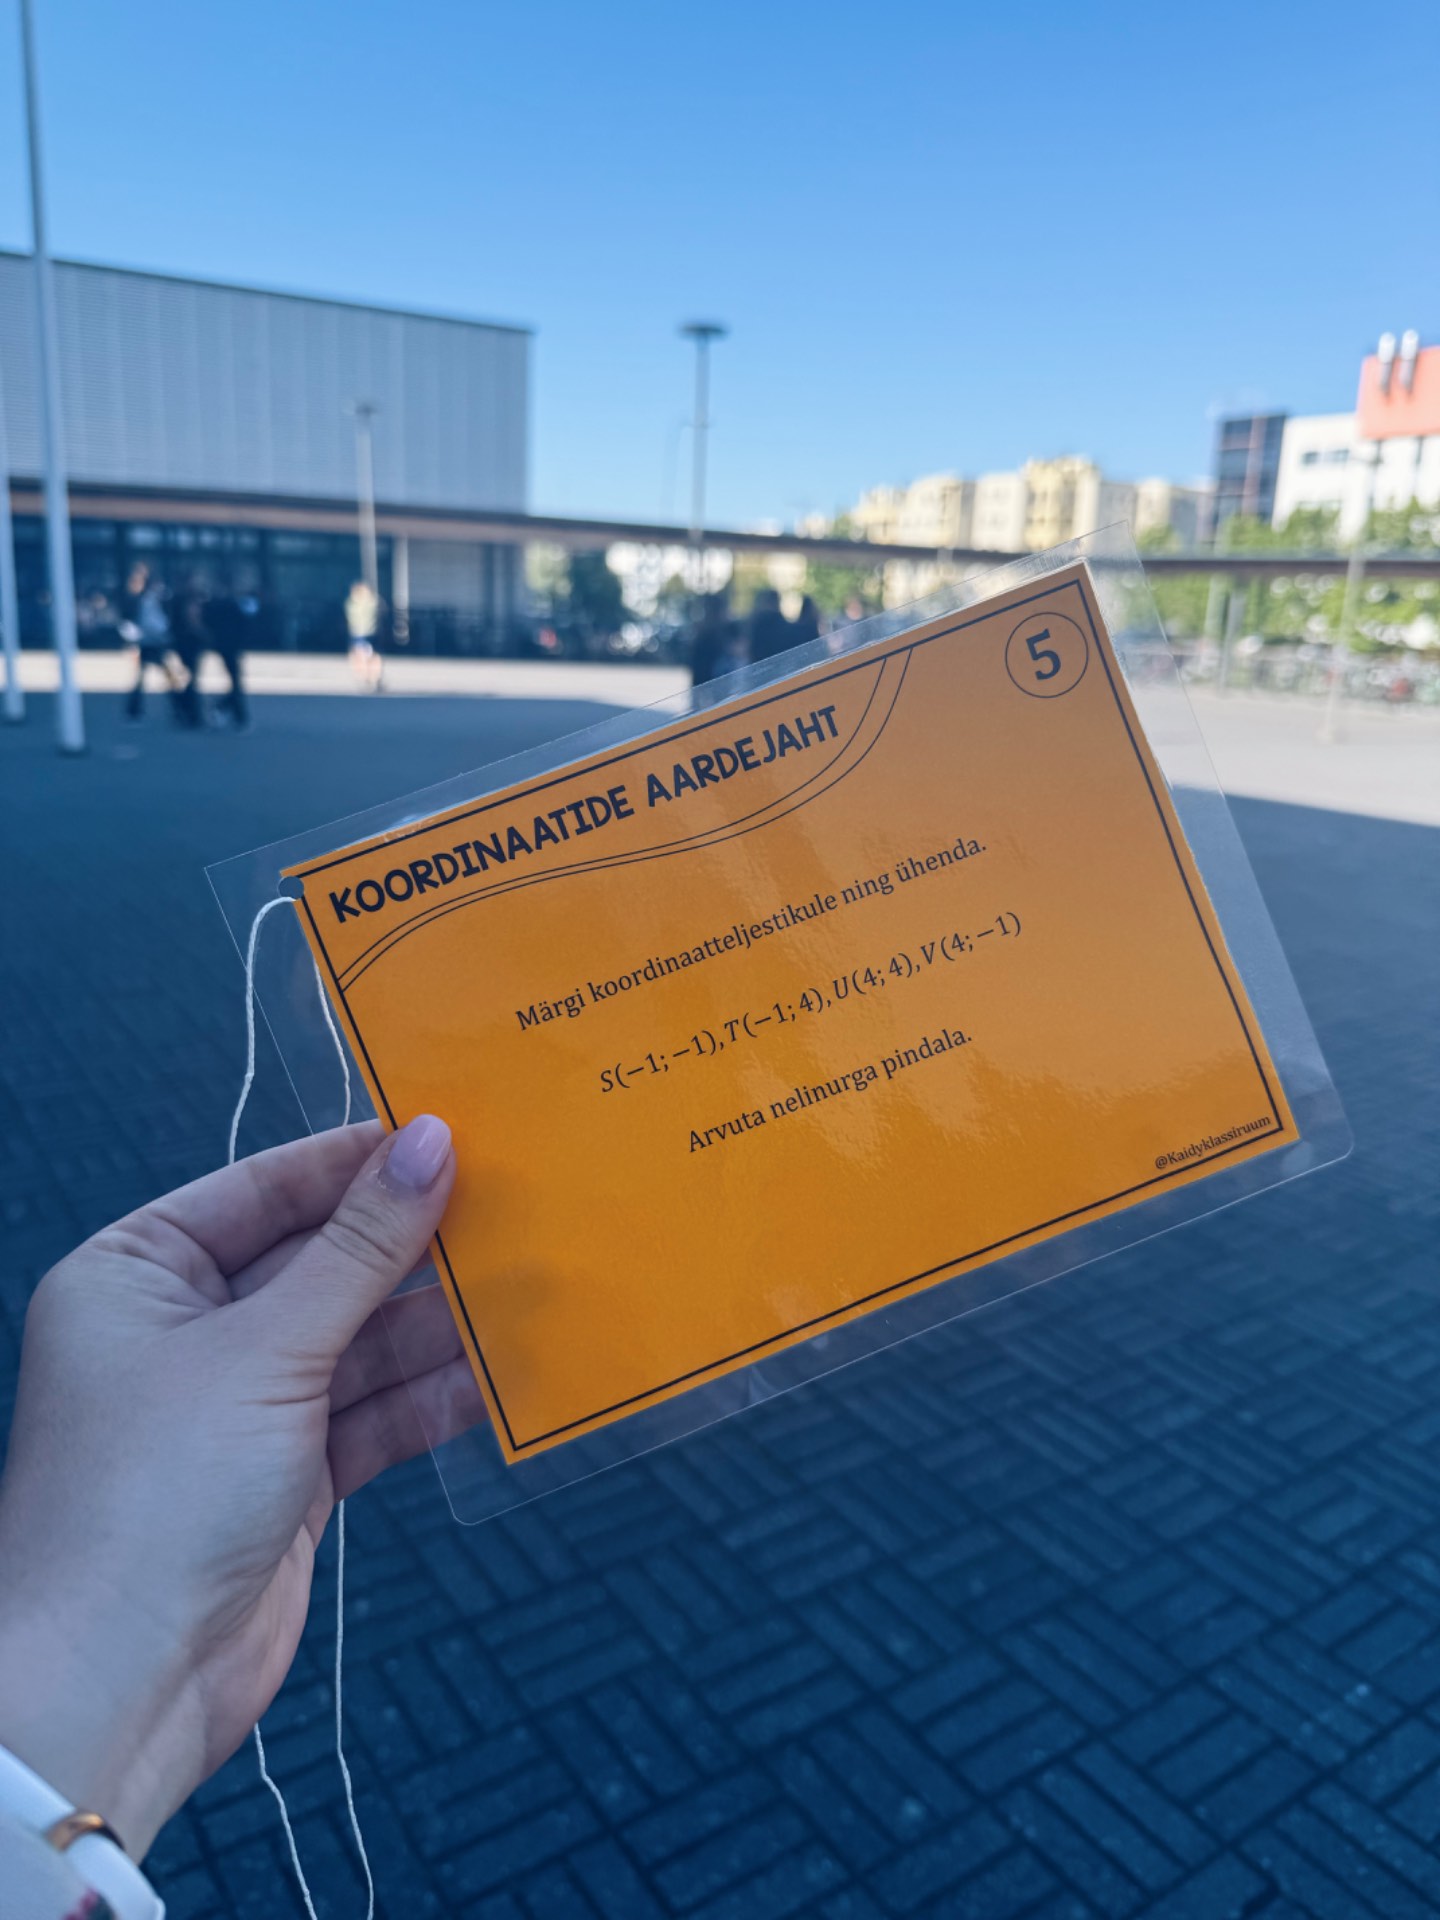 5
KOORDINAATIDE AARDEJAHT
Märgi koordinaatteljestikule ning ühenda.
S(−1; −1), T(−1; 4), U(4; 4), V(4; −1)
Arvuta nelinurga pindala.
@Kaidyklassiruum